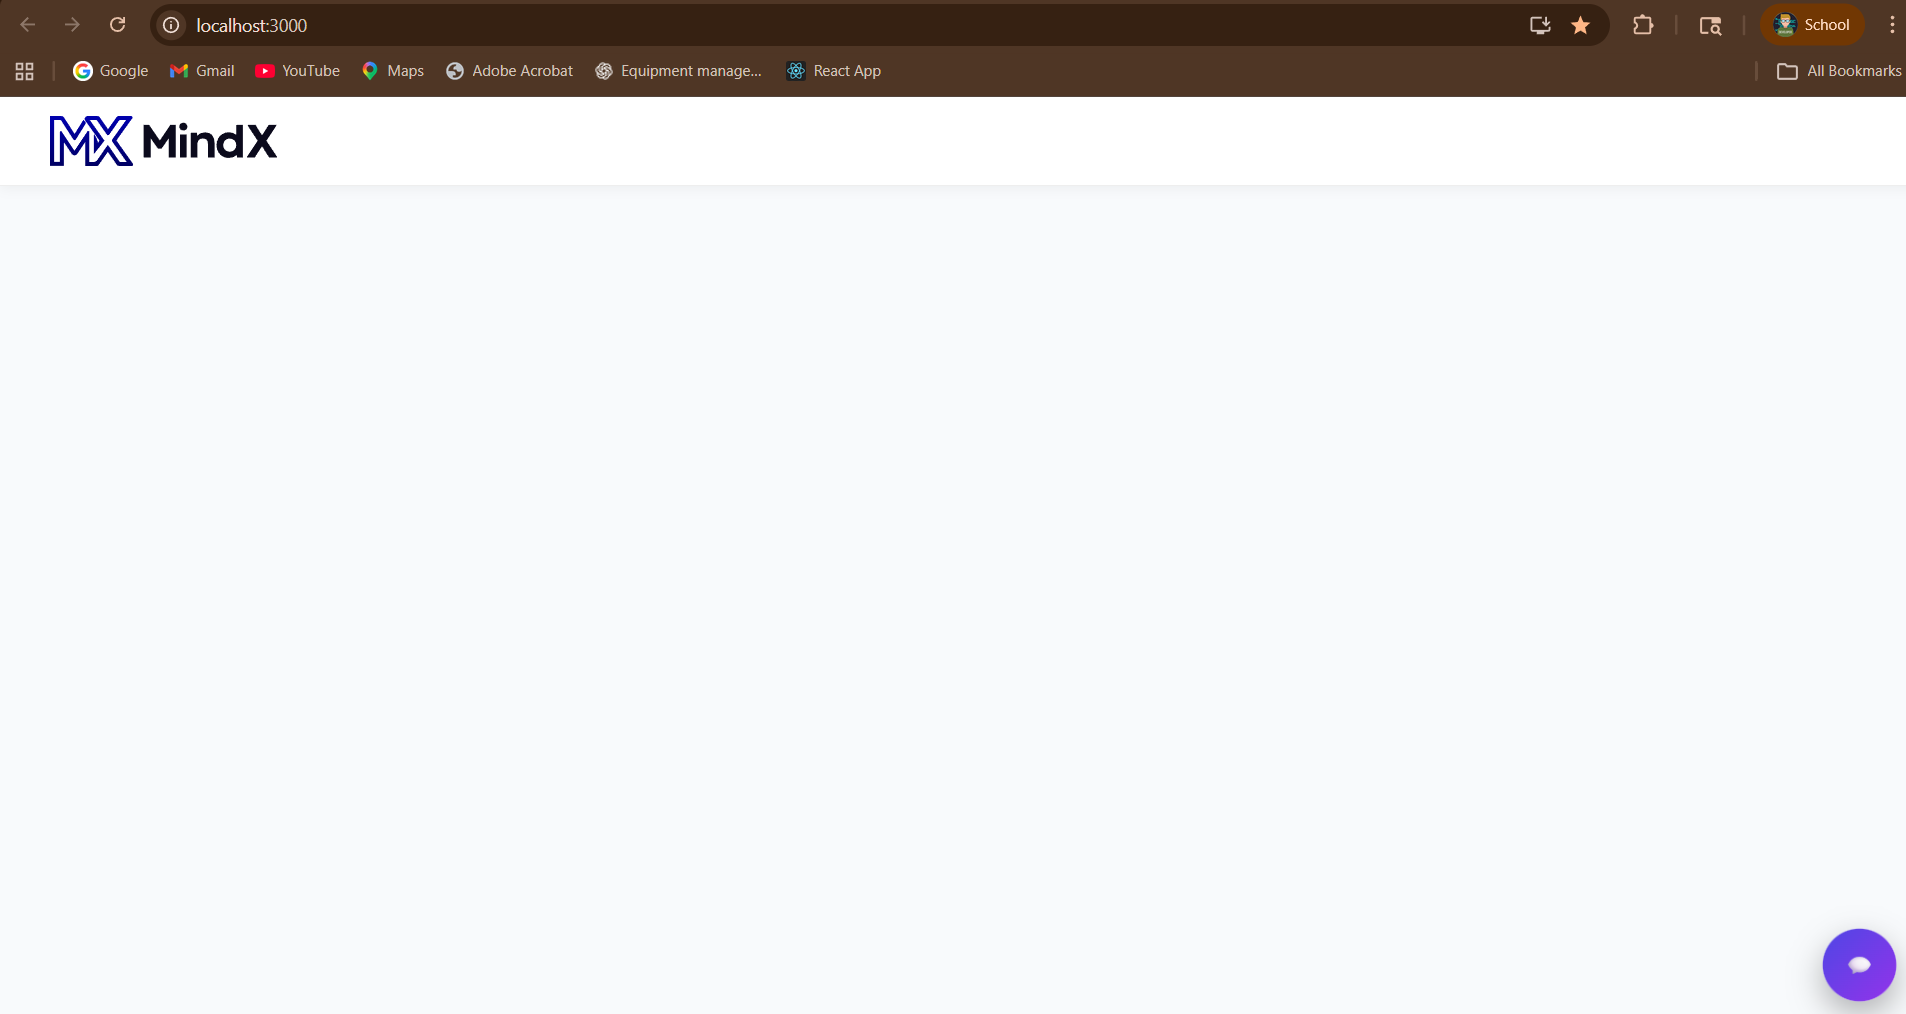 localhost:3000
School
Google
Gmail
YouTube
Maps
Adobe Acrobat
Equipment manage...
React App
All Bookmarks
MX MindX